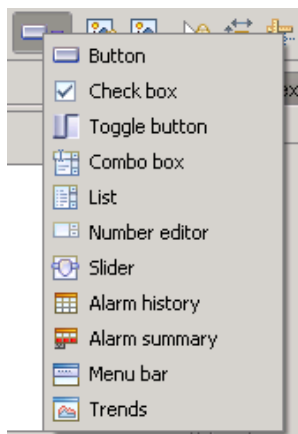 Button
Check box
Toggle button
Combo box
List
Number editor
Slider
Alarm history
Alarm summary
Menu bar
Trends